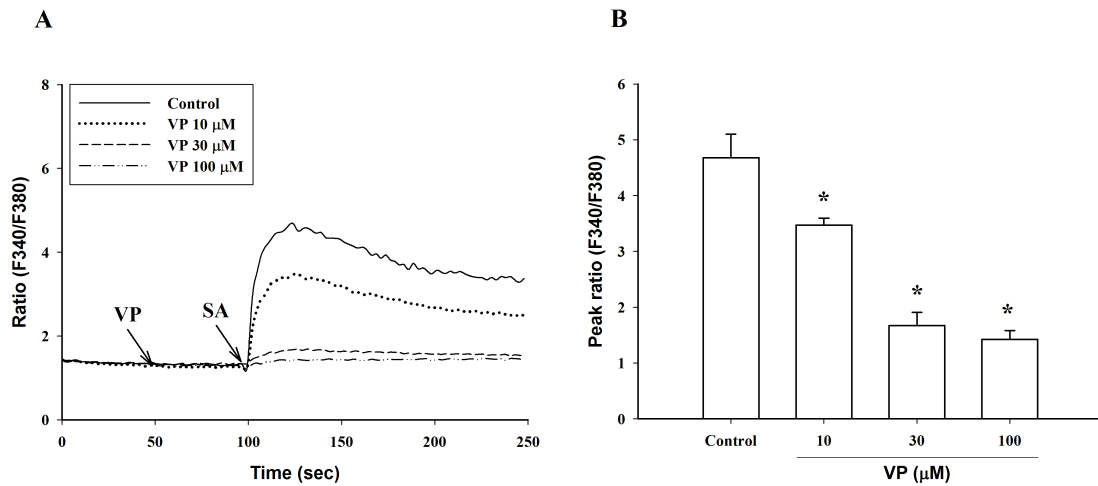 A
Ratio (F340/F380)
8
6
4
2
0
Control
VP 10 μM
VP 30 μM
VP 100 μM
VP
SA
0
50
100
150
200
250
Time (sec)
B
Peak ratio (F340/F380)
6
5
4
3
2
1
0
*
*
*
Control
10
30
100
VP (μM)